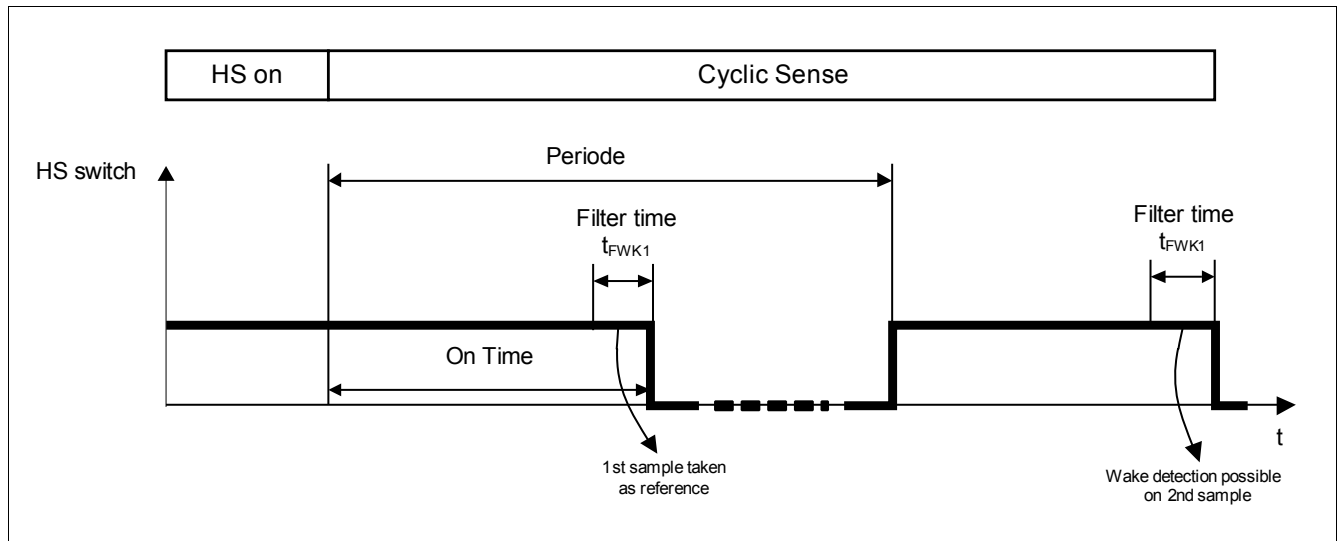 HS on
Cyclic Sense
HS switch
Periode
Filter time
tFWK1
Filter time
tFWK1
On Time
t
1st sample taken
as reference
Wake detection possible
on 2nd sample